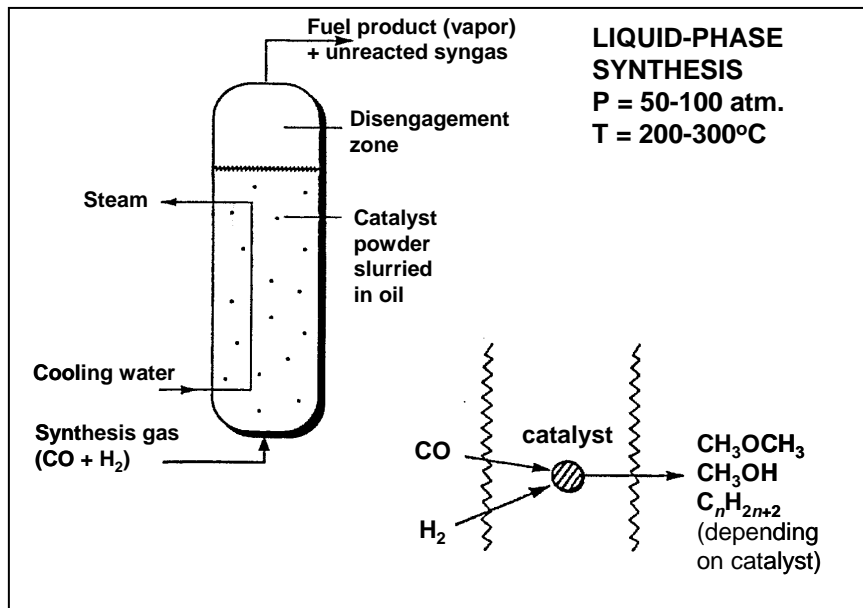 Fuel product (vapor)
+ unreacted syngas
LIQUID-PHASE
SYNTHESIS
P = 50-100 atm.
T = 200-300ºC
Disengagement
zone
Steam
Catalyst
powder
slurried
in oil
Cooling water
Synthesis gas
(CO + H₂)
catalyst
CO
H₂
CH₃OCH₃
CH₃OH
CₙH₂ₙ₊₂
(depending
on catalyst)